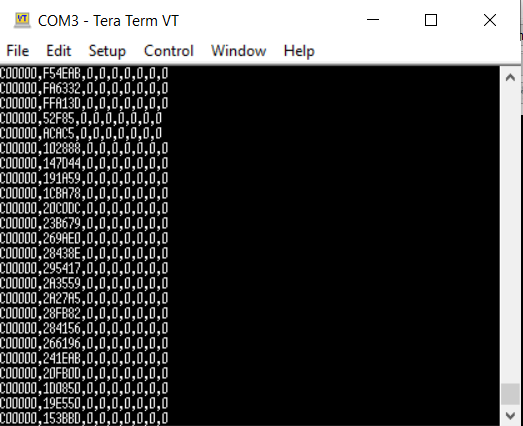 VT COM3 - Tera Term VT
File Edit Setup Control Window Help
C00000,F54EAB,0,0,0,0,0,0,0
C00000,FA6332,0,0,0,0,0,0,0
C00000,FFA13D,0,0,0,0,0,0,0
C00000,52F85,0,0,0,0,0,0,0
C00000,ACAC5,0,0,0,0,0,0,0
C00000,102888,0,0,0,0,0,0,0
C00000,147D44,0,0,0,0,0,0,0
C00000,191A59,0,0,0,0,0,0,0
C00000,1CBA78,0,0,0,0,0,0,0
C00000,20C0DC,0,0,0,0,0,0,0
C00000,23B679,0,0,0,0,0,0,0
C00000,269AE0,0,0,0,0,0,0,0
C00000,28438E,0,0,0,0,0,0,0
C00000,295417,0,0,0,0,0,0,0
C00000,2A3559,0,0,0,0,0,0,0
C00000,2A27A5,0,0,0,0,0,0,0
C00000,28FB82,0,0,0,0,0,0,0
C00000,284156,0,0,0,0,0,0,0
C00000,266196,0,0,0,0,0,0,0
C00000,241EAB,0,0,0,0,0,0,0
C00000,20FB0D,0,0,0,0,0,0,0
C00000,1D0850,0,0,0,0,0,0,0
C00000,19E550,0,0,0,0,0,0,0
C00000,153BB0,0,0,0,0,0,0,0